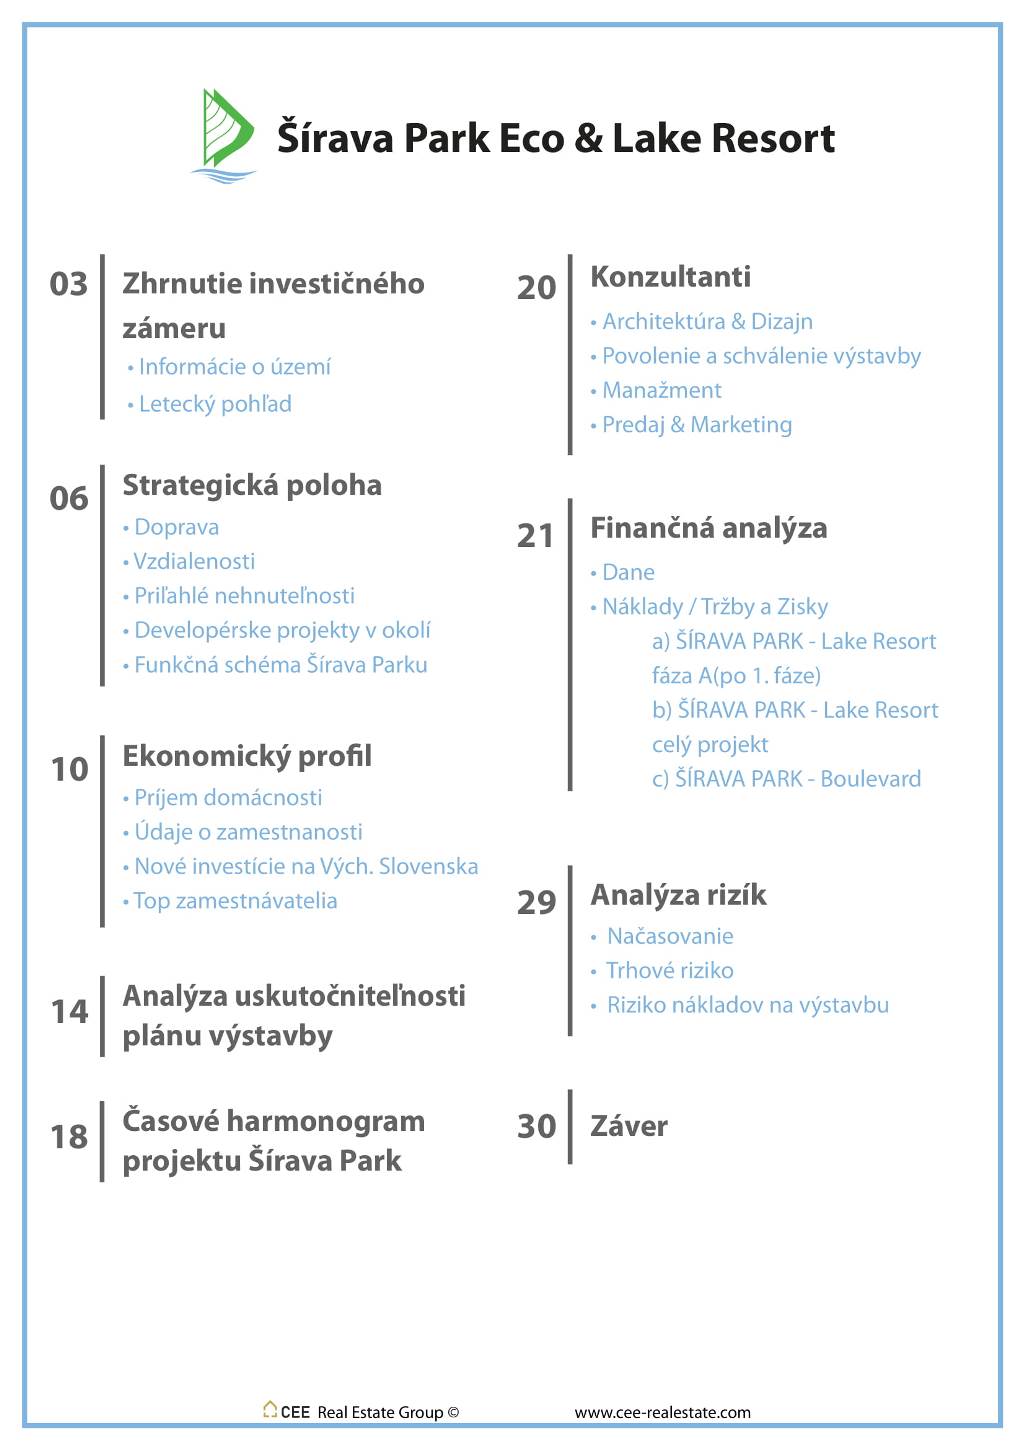 Šírava Park Eco & Lake Resort
03
Zhrnutie investičného
zámeru
• Informácie o území
• Letecký pohľad
06
Strategická poloha
• Doprava
• Vzdialenosti
• Priľahlé nehnuteľnosti
• Developérske projekty v okolí
• Funkčná schéma Šírava Parku
10
Ekonomický profil
• Príjem domácnosti
• Údaje o zamestnanosti
• Nové investície na Vých. Slovenska
• Top zamestnávatelia
14
Analýza uskutočniteľnosti
plánu výstavby
18
Časové harmonogram
projektu Šírava Park
20
Konzultanti
• Architektúra & Dizajn
• Povolenie a schválenie výstavby
• Manažment
• Predaj & Marketing
21
Finančná analýza
• Dane
• Náklady / Tržby a Zisky
a) ŠÍRAVA PARK - Lake Resort
fáza A(po 1. fáze)
b) ŠÍRAVA PARK - Lake Resort
celý projekt
c) ŠÍRAVA PARK - Boulevard
29
Analýza rizík
• Načasovanie
• Trhové riziko
• Riziko nákladov na výstavbu
30
Záver
CEE Real Estate Group ©
www.cee-realestate.com